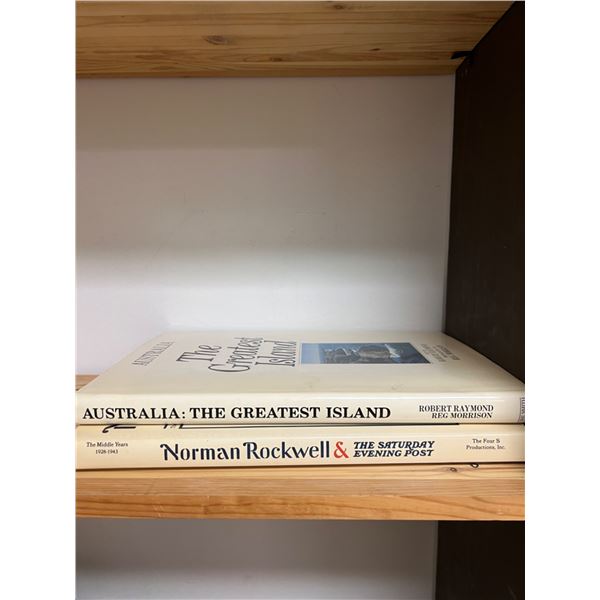 AUSTRALIA
The
Greatest
Island
AUSTRALIA: THE GREATEST ISLAND
ROBERT RAYMOND
REG MORRISON
The Middle Years
1928-1943
Norman Rockwell & THE SATURDAY
EVENING POST
The Four S
Productions, Inc.